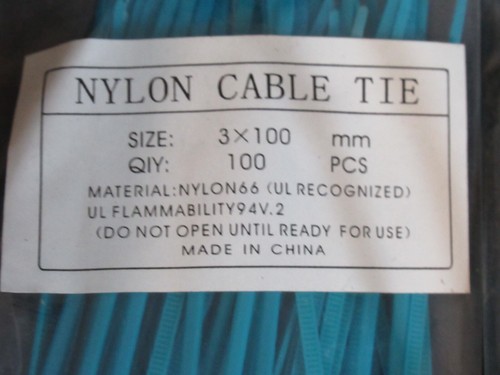 NYLON CABLE TIE
SIZE: 3×100 mm
QIY: 100 PCS
MATERIAL:NYLON66 (UL RECOGNIZED)
UL FLAMMABILITY94V.2
(DO NOT OPEN UNTIL READY FOR USE)
MADE IN CHINA